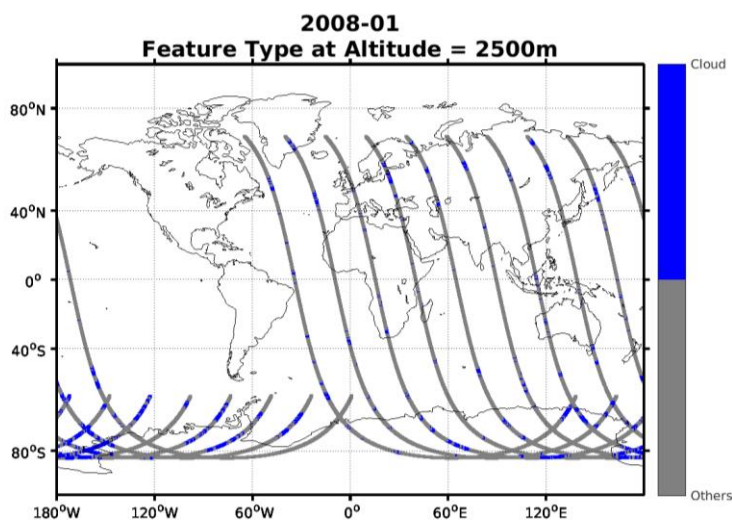 2008-01
Feature Type at Altitude = 2500m
Cloud
80°N
40°N
0°
40°S
80°S
Others
180°W 120°W 60°W 0° 60°E 120°E